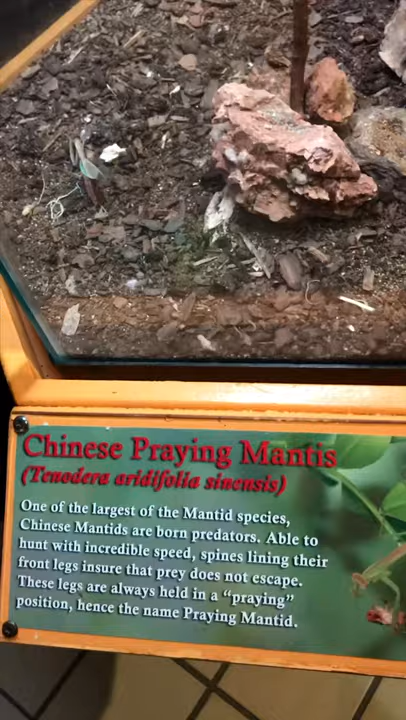 Chinese Praying Mantis
(Tenodera aridifolia sinensis)
One of the largest of the Mantid species,
Chinese Mantids are born predators. Able to
hunt with incredible speed, spines lining their
front legs insure that prey does not escape.
These legs are always held in a “praying”
position, hence the name Praying Mantid.